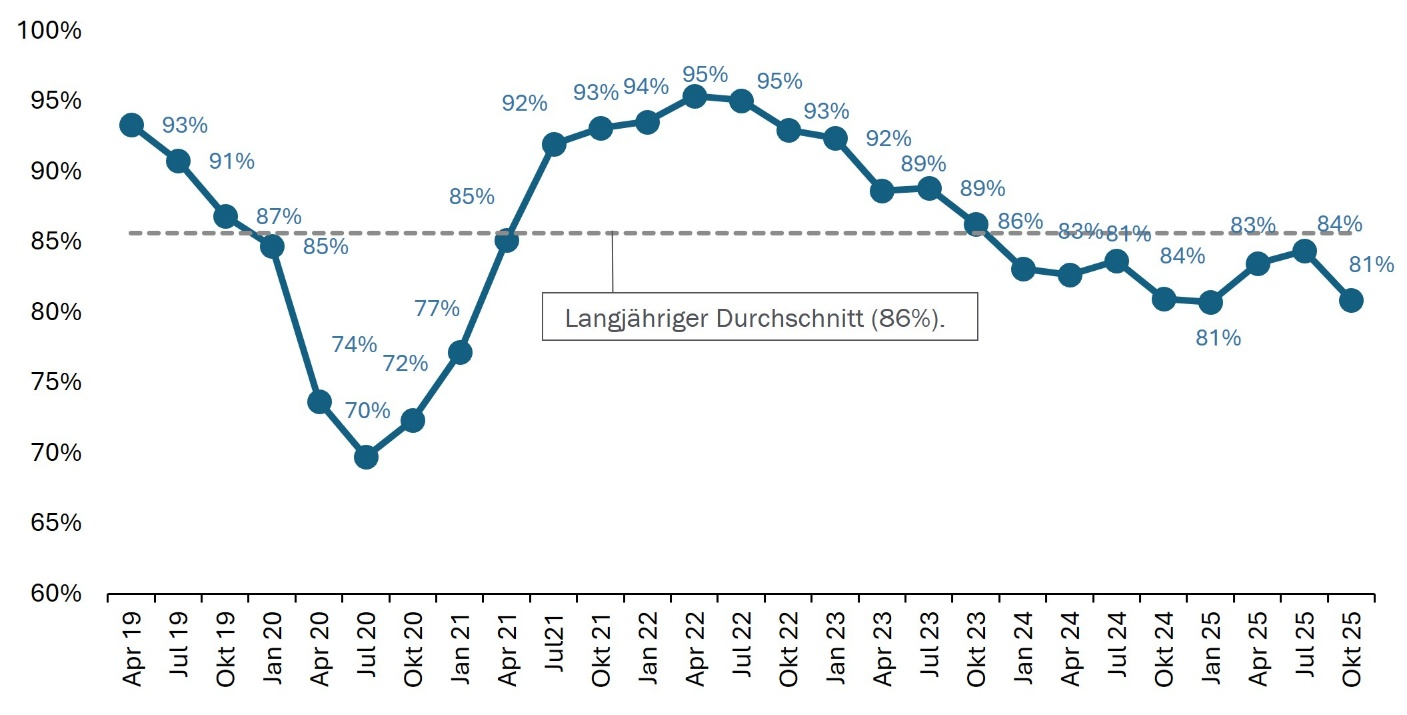 100%
95%
90%
85%
80%
75%
70%
65%
60%
93%
91%
87%
85%
74%
70%
72%
77%
85%
92%
93%
94%
95%
95%
93%
92%
89%
89%
86%
83%
81%
84%
81%
83%
84%
81%
Langjähriger Durchschnitt (86%).
Apr 19
Jul 19
Okt 19
Jan 20
Apr 20
Jul 20
Okt 20
Jan 21
Apr 21
Jul21
Okt 21
Jan 22
Apr 22
Jul 22
Okt 22
Jan 23
Apr 23
Jul 23
Okt 23
Jan 24
Apr 24
Jul 24
Okt 24
Jan 25
Apr 25
Jul 25
Okt 25